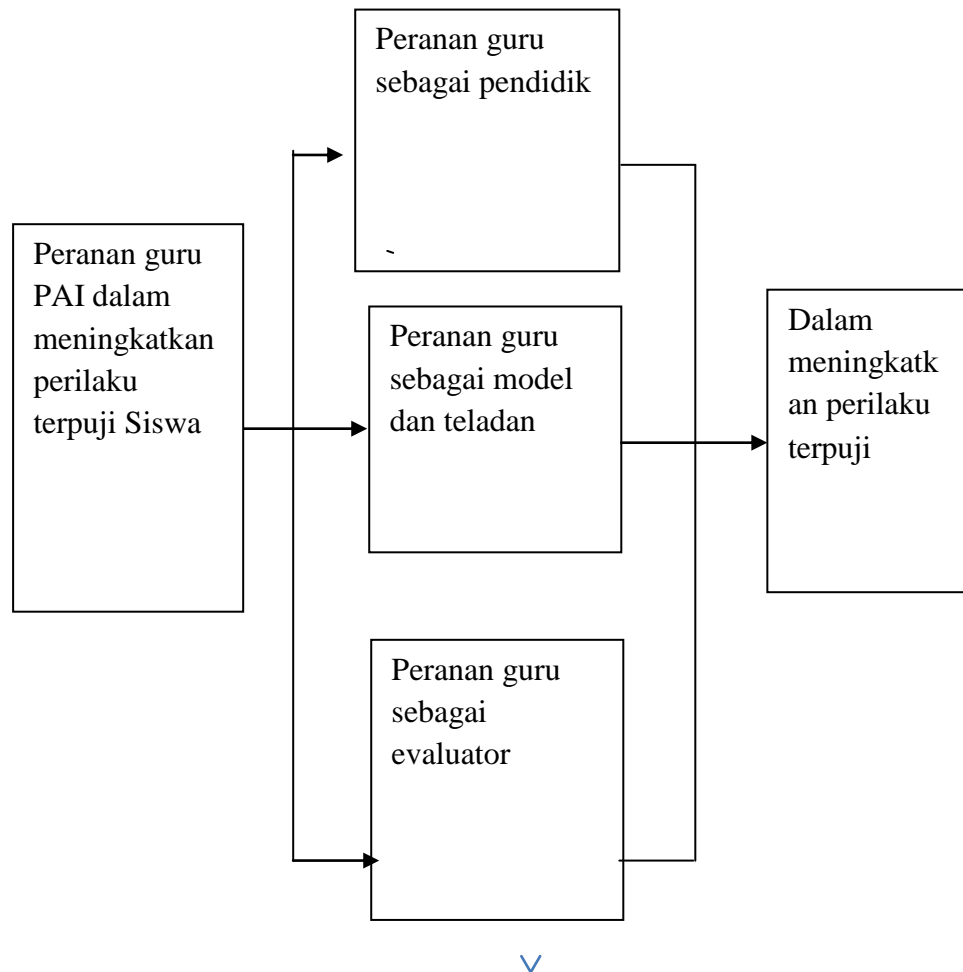 Peranan guru
sebagai pendidik
Peranan guru
PAI dalam
meningkatkan
perilaku
terpuji Siswa
Peranan guru
sebagai model
dan teladan
Peranan guru
sebagai
evaluator
Dalam
meningkatk
an perilaku
terpuji